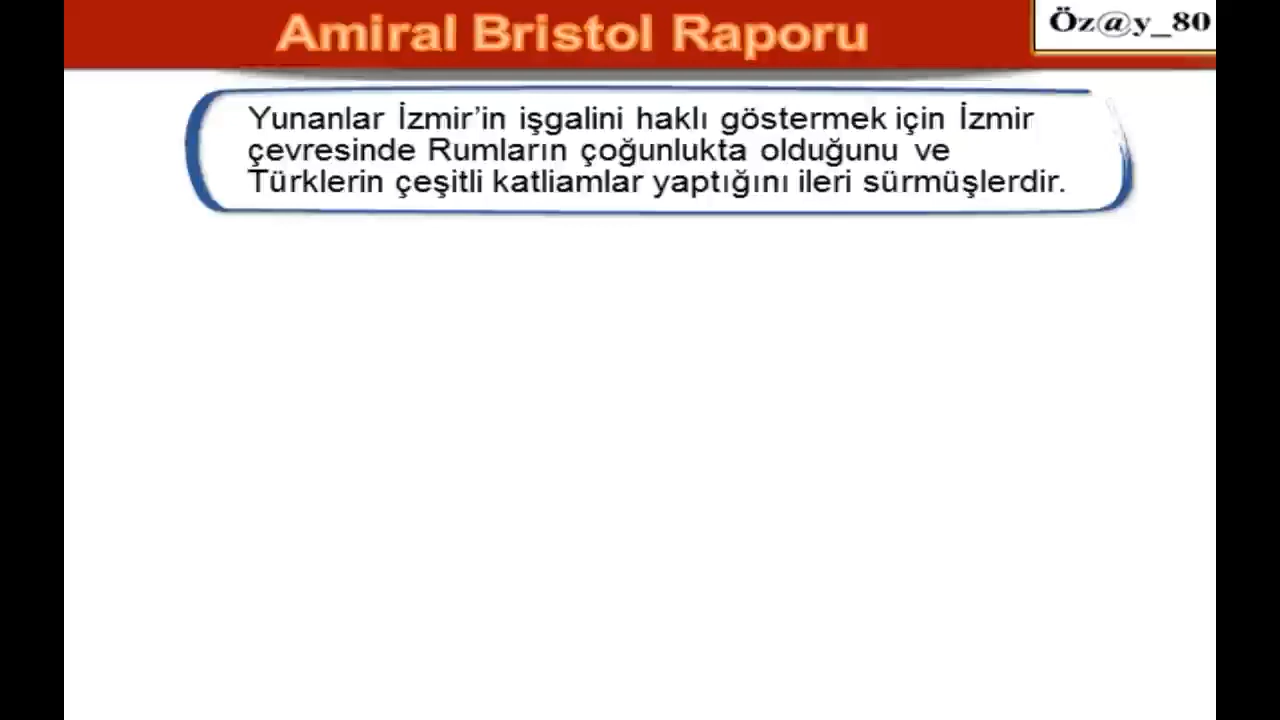 Amiral Bristol Raporu
Öz@y_80
Yunanlar İzmir’in işgalini haklı göstermek için İzmir
çevresinde Rumların çoğunlukta olduğunu ve
Türklerin çeşitli katliamlar yaptığını ileri sürmüşlerdir.